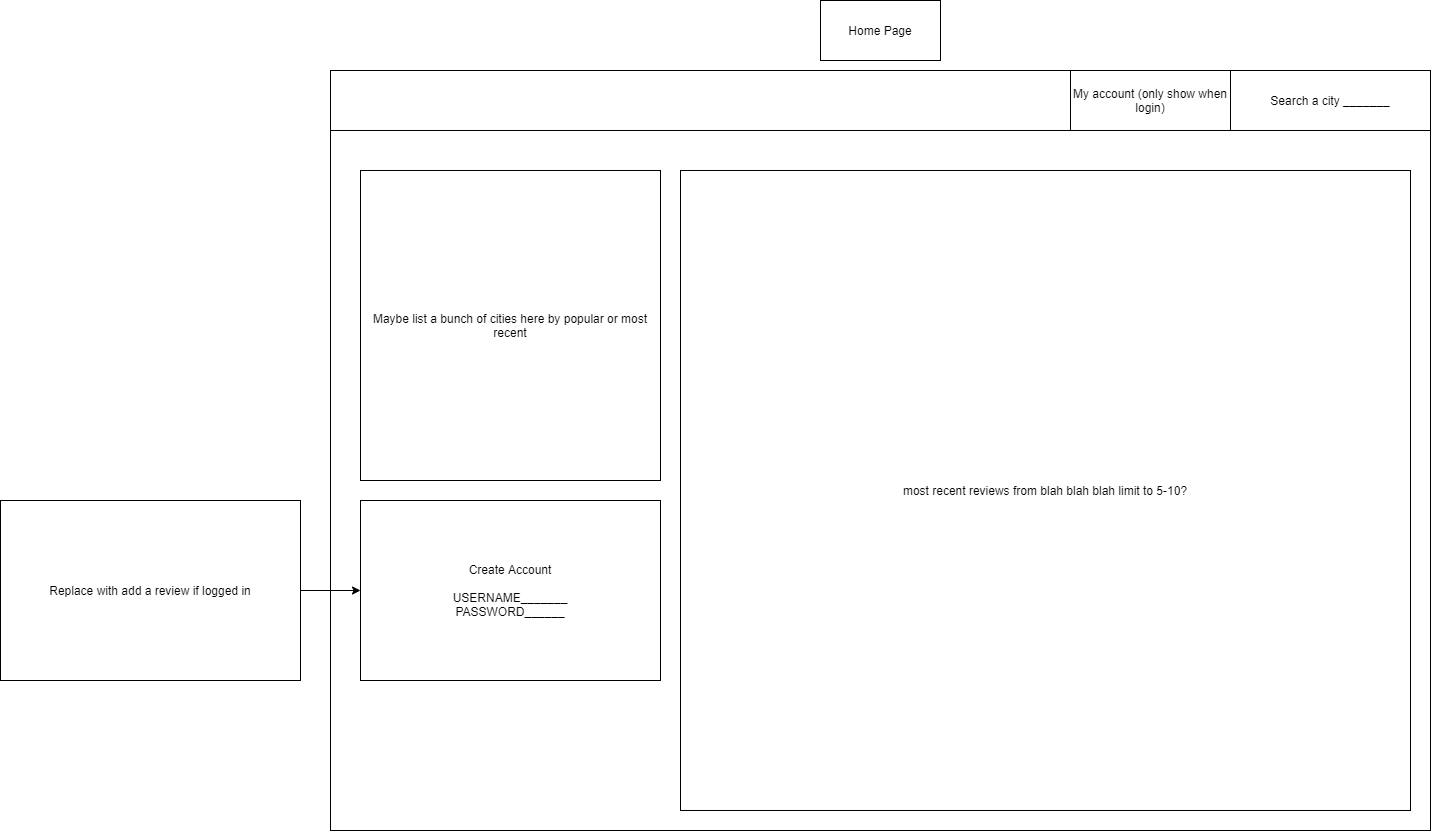 Home Page
My account (only show when
login)
Search a city _______
Maybe list a bunch of cities here by popular or most
recent
most recent reviews from blah blah blah limit to 5-10?
Replace with add a review if logged in
Create Account
USERNAME_______
PASSWORD______